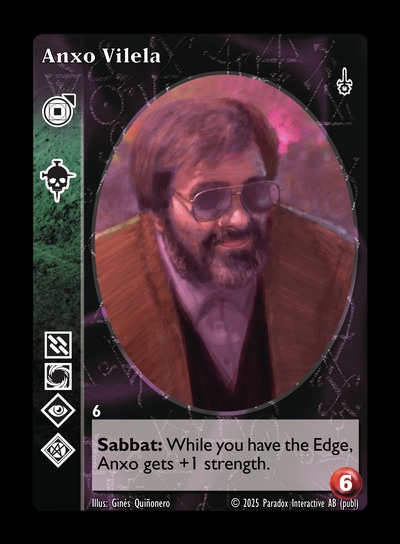 Anxo Vilela
6
Sabbat: While you have the Edge,
Anxo gets +1 strength.
6
Illus: Ginés Quiñonero © 2025 Paradox Interactive AB (publ)